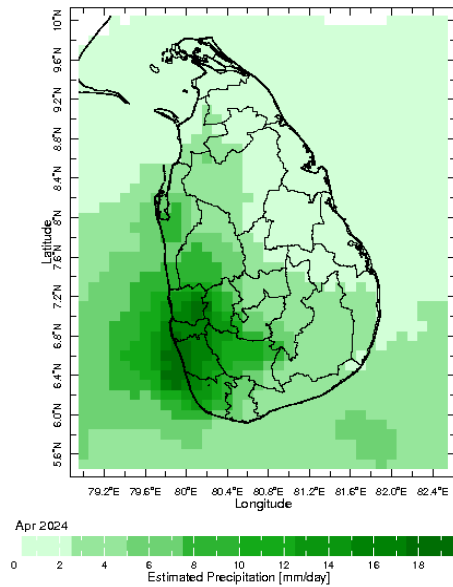 10°N
9.6°N
9.2°N
8.8°N
8.4°N
8°N
7.6°N
7.2°N
6.8°N
6.4°N
6.0°N
5.6°N
Latitude
79.2°E 79.6°E 80°E 80.4°E 80.8°E 81.2°E 81.6°E 82°E 82.4°E
Longitude
Apr 2024
0 2 4 6 8 10 12 14 16 18
Estimated Precipitation [mm/day]